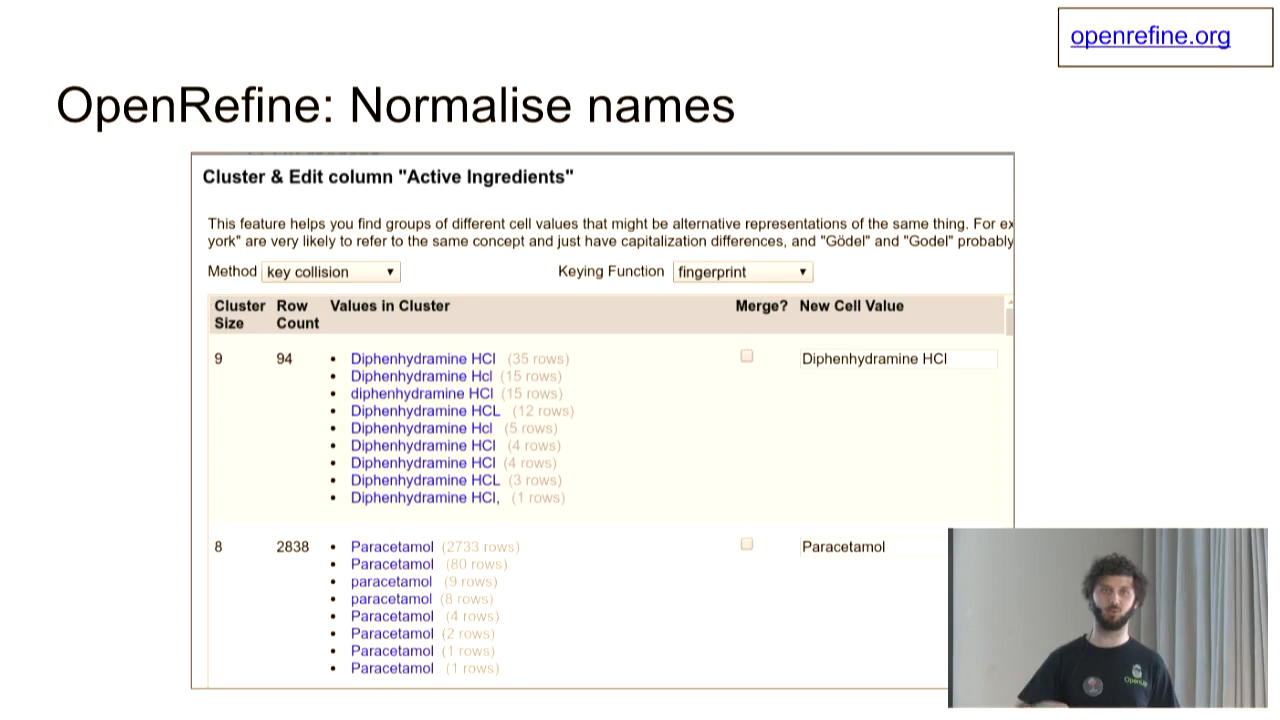 openrefine.org
OpenRefine: Normalise names
Cluster & Edit column "Active Ingredients"
This feature helps you find groups of different cell values that might be alternative representations of the same thing. For ex
york" are very likely to refer to the same concept and just have capitalization differences, and "Gödel" and "Godel" probably
Method key collision Keying Function fingerprint
Cluster Size Row Count Values in Cluster Merge? New Cell Value
9 94 • Diphenhydramine HCl (35 rows) Diphenhydramine HCl
• Diphenhydramine Hcl (15 rows)
• diphenhydramine HCl (15 rows)
• Diphenhydramine HCL (12 rows)
• Diphenhydramine Hcl (5 rows)
• Diphenhydramine HCl (4 rows)
• Diphenhydramine HCl (4 rows)
• Diphenhydramine HCL (3 rows)
• Diphenhydramine HCl, (1 rows)
8 2838 • Paracetamol (2733 rows) Paracetamol
• Paracetamol (80 rows)
• paracetamol (9 rows)
• paracetamol (8 rows)
• Paracetamol (4 rows)
• Paracetamol (2 rows)
• Paracetamol (1 rows)
• Paracetamol (1 rows)